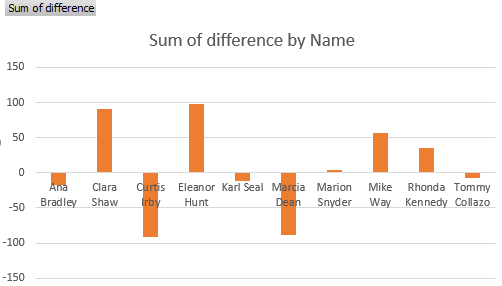 Sum of difference
Sum of difference by Name
150
100
50
0
-50
-100
-150
Ana Bradley
Clara Shaw
Curtis Irby
Eleanor Hunt
Karl Seal
Marcia Dean
Marion Snyder
Mike Way
Rhonda Kennedy
Tommy Collazo